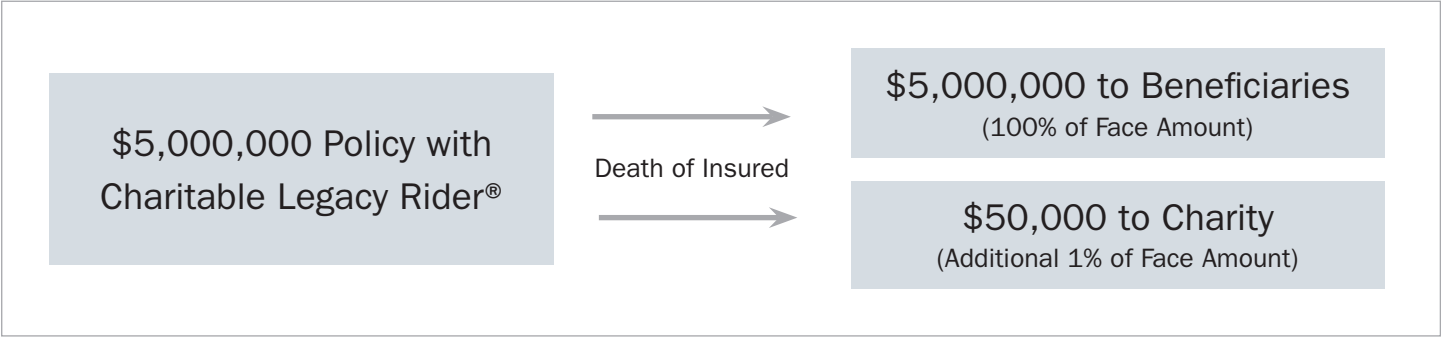 $5,000,000 Policy with
Charitable Legacy Rider®
Death of Insured
$5,000,000 to Beneficiaries
(100% of Face Amount)
$50,000 to Charity
(Additional 1% of Face Amount)